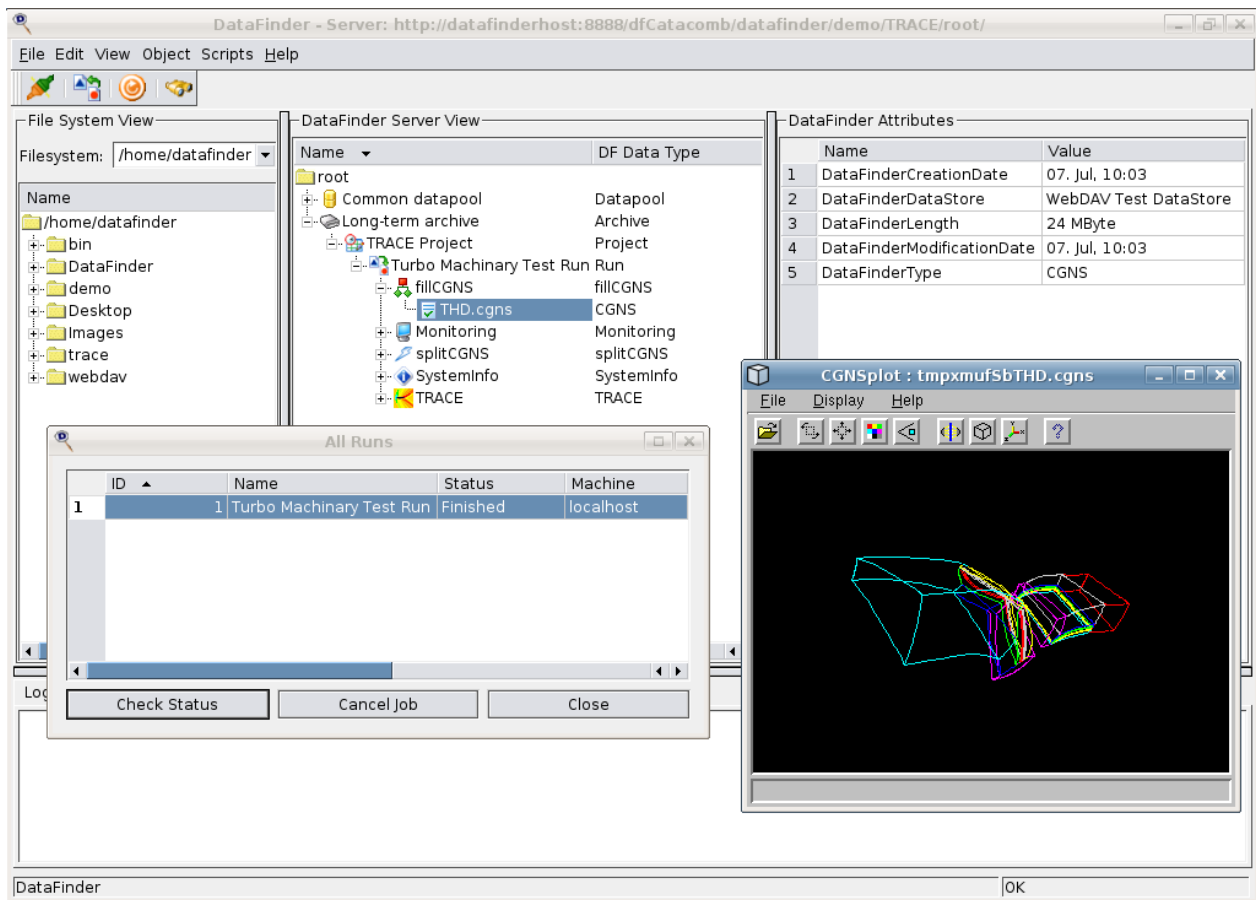 DataFinder - Server: http://datafinderhost:8888/dfCatacomb/datafinder/demo/TRACE/root/
File Edit View Object Scripts Help
File System View
Filesystem: /home/datafinder
Name
/home/datafinder
bin
DataFinder
demo
Desktop
Images
trace
webdav
DataFinder Server View
Name DF Data Type
root
Common datapool Datapool
Long-term archive Archive
TRACE Project Project
Turbo Machinary Test Run Run
fillCGNS fillCGNS
THD.cgns CGNS
Monitoring Monitoring
splitCGNS splitCGNS
SystemInfo SystemInfo
TRACE TRACE
DataFinder Attributes
Name Value
1 DataFinderCreationDate 07. Jul, 10:03
2 DataFinderDataStore WebDAV Test DataStore
3 DataFinderLength 24 MByte
4 DataFinderModificationDate 07. Jul, 10:03
5 DataFinderType CGNS
All Runs
ID Name Status Machine
1 1 Turbo Machinary Test Run Finished localhost
Check Status Cancel Job Close
CGNSplot : tmpxmufSbTHD.cgns
File Display Help
DataFinder OK